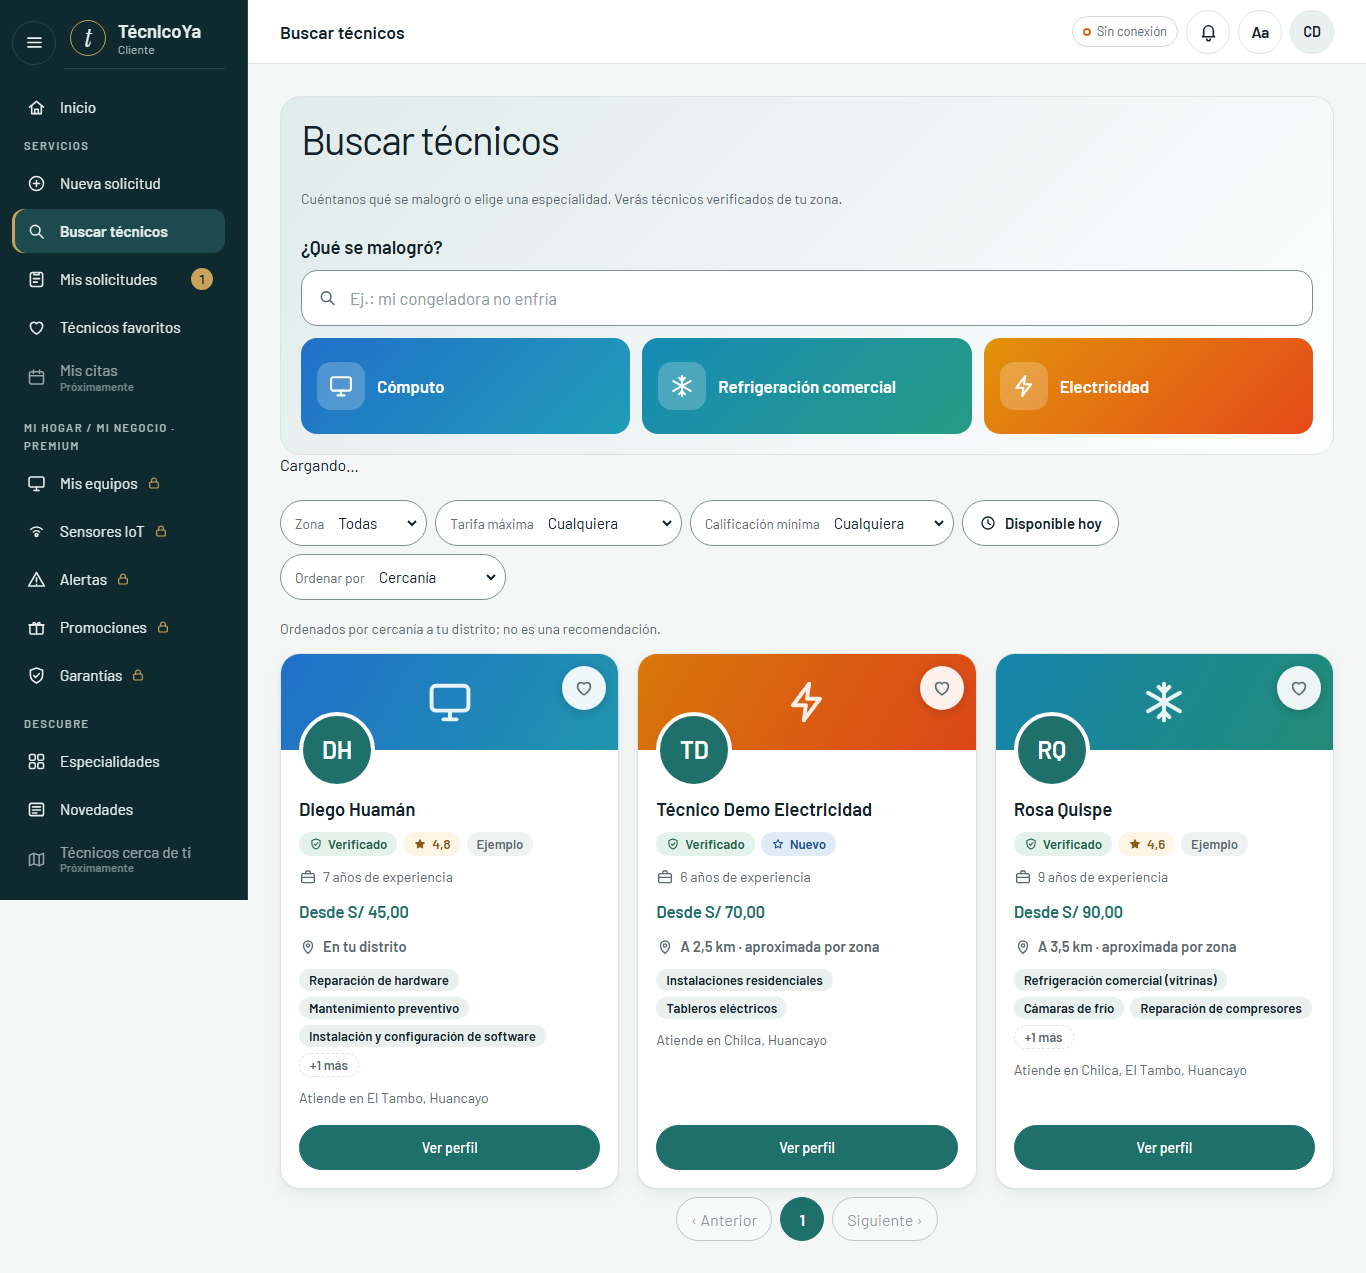 t
TécnicoYa
Cliente
Inicio
SERVICIOS
Nueva solicitud
Buscar técnicos
Mis solicitudes 1
Técnicos favoritos
Mis citas
Próximamente
MI HOGAR / MI NEGOCIO ·
PREMIUM
Mis equipos
Sensores IoT
Alertas
Promociones
Garantías
DESCUBRE
Especialidades
Novedades
Técnicos cerca de ti
Próximamente
Buscar técnicos
Sin conexión
Aa
CD
Buscar técnicos
Cuéntanos qué se malogró o elige una especialidad. Verás técnicos verificados de tu zona.
¿Qué se malogró?
Ej.: mi congeladora no enfría
Cómputo
Refrigeración comercial
Electricidad
Cargando...
Zona Todas
Tarifa máxima Cualquiera
Calificación mínima Cualquiera
Disponible hoy
Ordenar por Cercanía
Ordenados por cercanía a tu distrito; no es una recomendación.
DH
Diego Huamán
Verificado 4,8 Ejemplo
7 años de experiencia
Desde S/ 45,00
En tu distrito
Reparación de hardware
Mantenimiento preventivo
Instalación y configuración de software
+1 más
Atiende en El Tambo, Huancayo
Ver perfil
TD
Técnico Demo Electricidad
Verificado Nuevo
6 años de experiencia
Desde S/ 70,00
A 2,5 km · aproximada por zona
Instalaciones residenciales
Tableros eléctricos
Atiende en Chilca, Huancayo
Ver perfil
RQ
Rosa Quispe
Verificado 4,6 Ejemplo
9 años de experiencia
Desde S/ 90,00
A 3,5 km · aproximada por zona
Refrigeración comercial (vitrinas)
Cámaras de frío Reparación de compresores
+1 más
Atiende en Chilca, El Tambo, Huancayo
Ver perfil
‹ Anterior 1 Siguiente ›